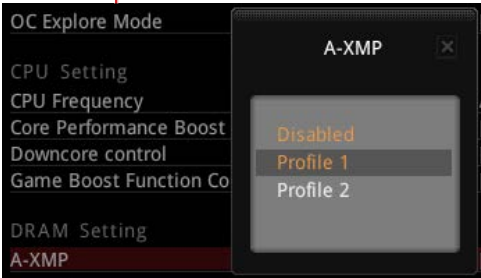 OC Explore Mode
A-XMP
CPU Setting
CPU Frequency
Core Performance Boost
Disabled
Downcore control
Profile 1
Game Boost Function Co
Profile 2
DRAM Setting
A-XMP